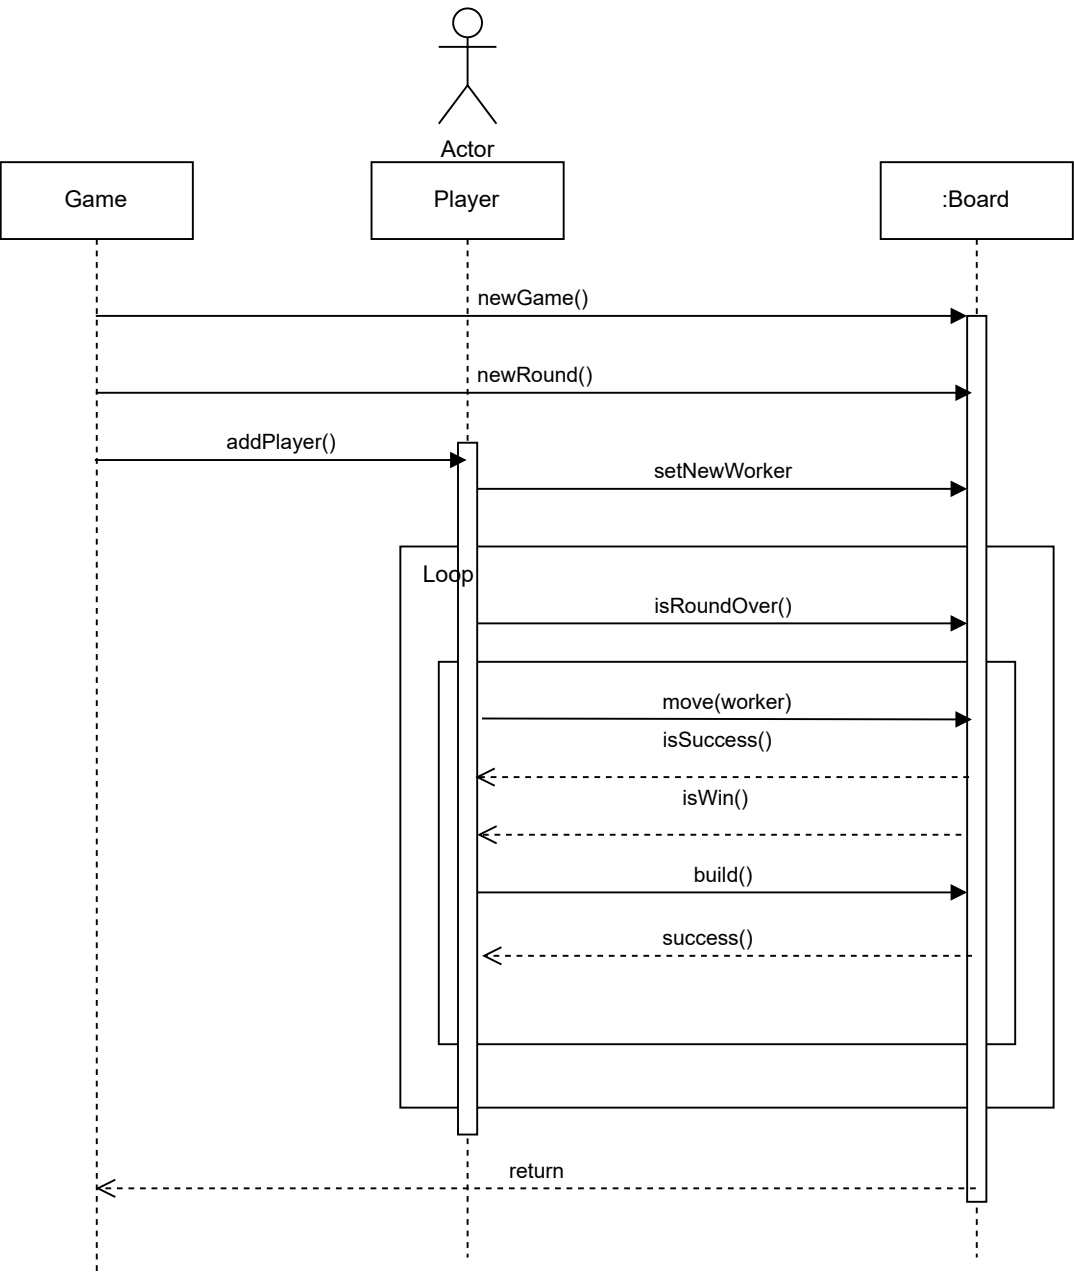 Actor
Game
Player
:Board
newGame()
newRound()
addPlayer()
setNewWorker
Loop
isRoundOver()
move(worker)
isSuccess()
isWin()
build()
success()
return